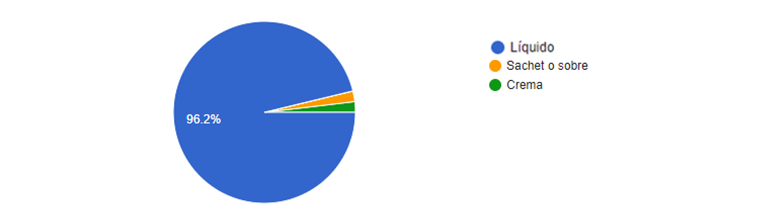 96.2%
Líquido
Sachet o sobre
Crema